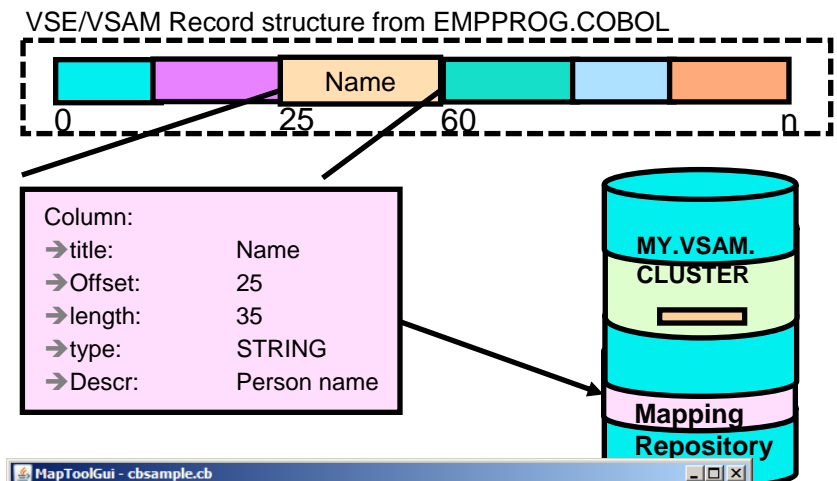 VSE/VSAM Record structure from EMPPROG.COBOL
Name
0 25 60 n
Column:
➔title: Name
➔Offset: 25
➔length: 35
➔type: STRING
➔Descr: Person name
MY.VSAM.
CLUSTER
Mapping
Repository
MapToolGui - cbsample.cb